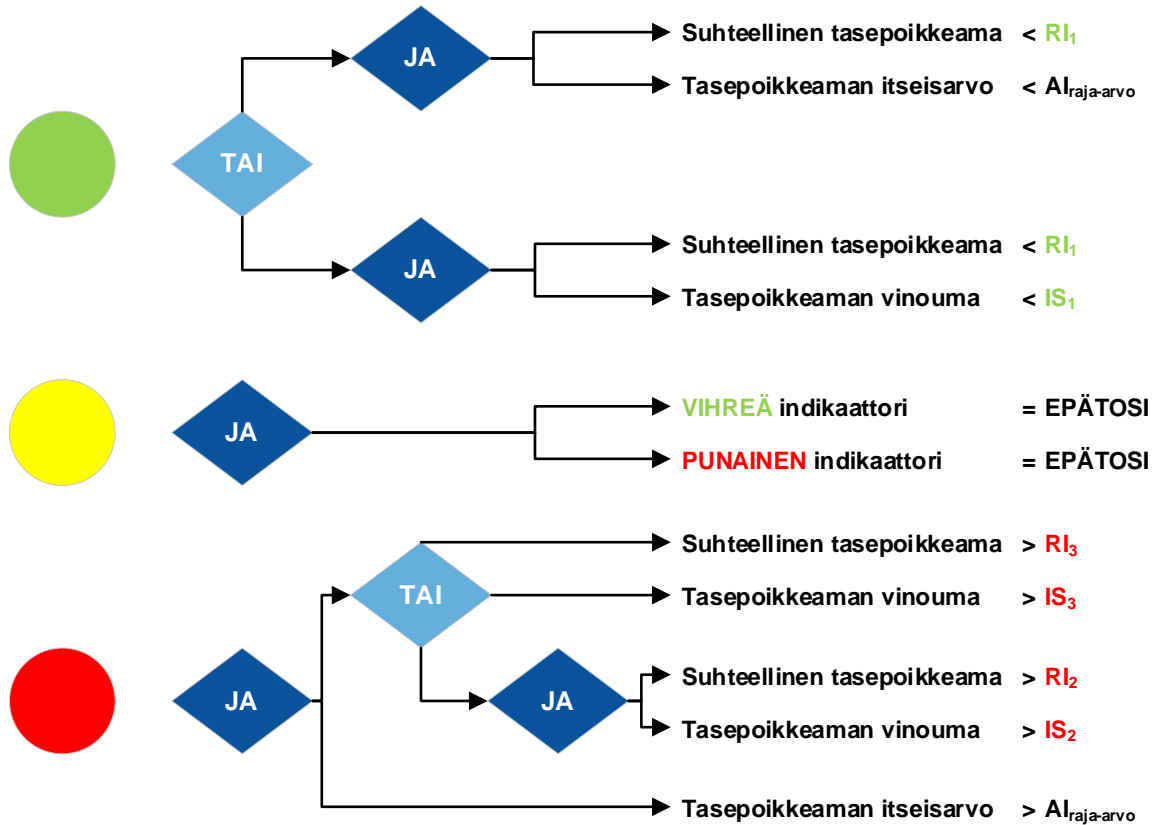 JA
Suhteellinen tasepoikkeama < RI₁
Tasepoikkeaman itseisarvo < AIraja-arvo
TAI
JA
Suhteellinen tasepoikkeama < RI₁
Tasepoikkeaman vinouma < IS₁
JA
VIHREÄ indikaattori = EPÄTOSI
PUNAINEN indikaattori = EPÄTOSI
TAI
Suhteellinen tasepoikkeama > RI₃
Tasepoikkeaman vinouma > IS₃
JA
JA
Suhteellinen tasepoikkeama > RI₂
Tasepoikkeaman vinouma > IS₂
Tasepoikkeaman itseisarvo > AIraja-arvo